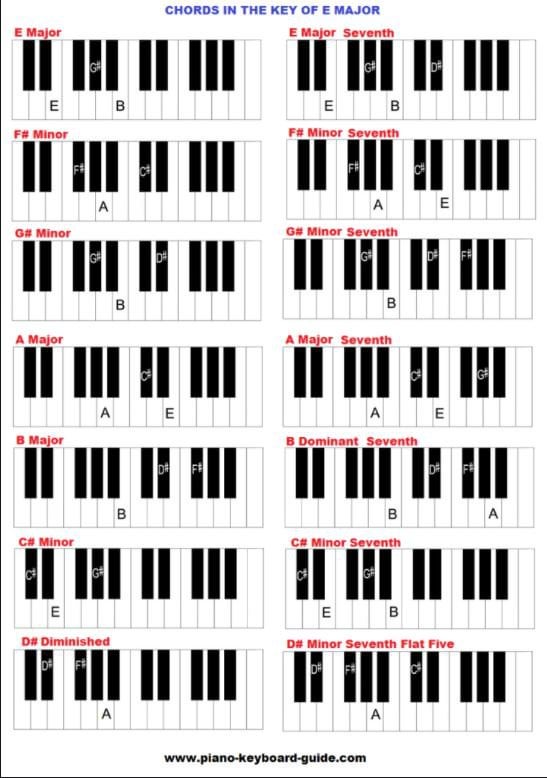 CHORDS IN THE KEY OF E MAJOR
E Major
G#
E B
E Major Seventh
G# D#
E B
F# Minor
F# C#
A
F# Minor Seventh
F# C#
A E
G# Minor
G# D#
B
G# Minor Seventh
G# D# F#
B
A Major
C#
A E
A Major Seventh
C# G#
A E
B Major
D# F#
B
B Dominant Seventh
D# F#
B A
C# Minor
C# G#
E
C# Minor Seventh
C# G#
E B
D# Diminished
D# F#
A
D# Minor Seventh Flat Five
D# F# C#
A
www.piano-keyboard-guide.com